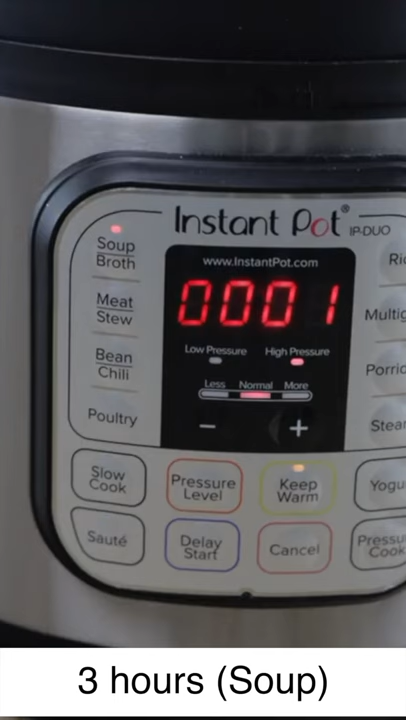 Instant Pot® IP-DUO
Soup
Broth
www.InstantPot.com
0001
Meat
Stew
Bean
Chili
Poultry
Low Pressure High Pressure
Less Normal More
− +
Slow
Cook
Pressure
Level
Keep
Warm
Sauté
Delay
Start
Cancel
3 hours (Soup)